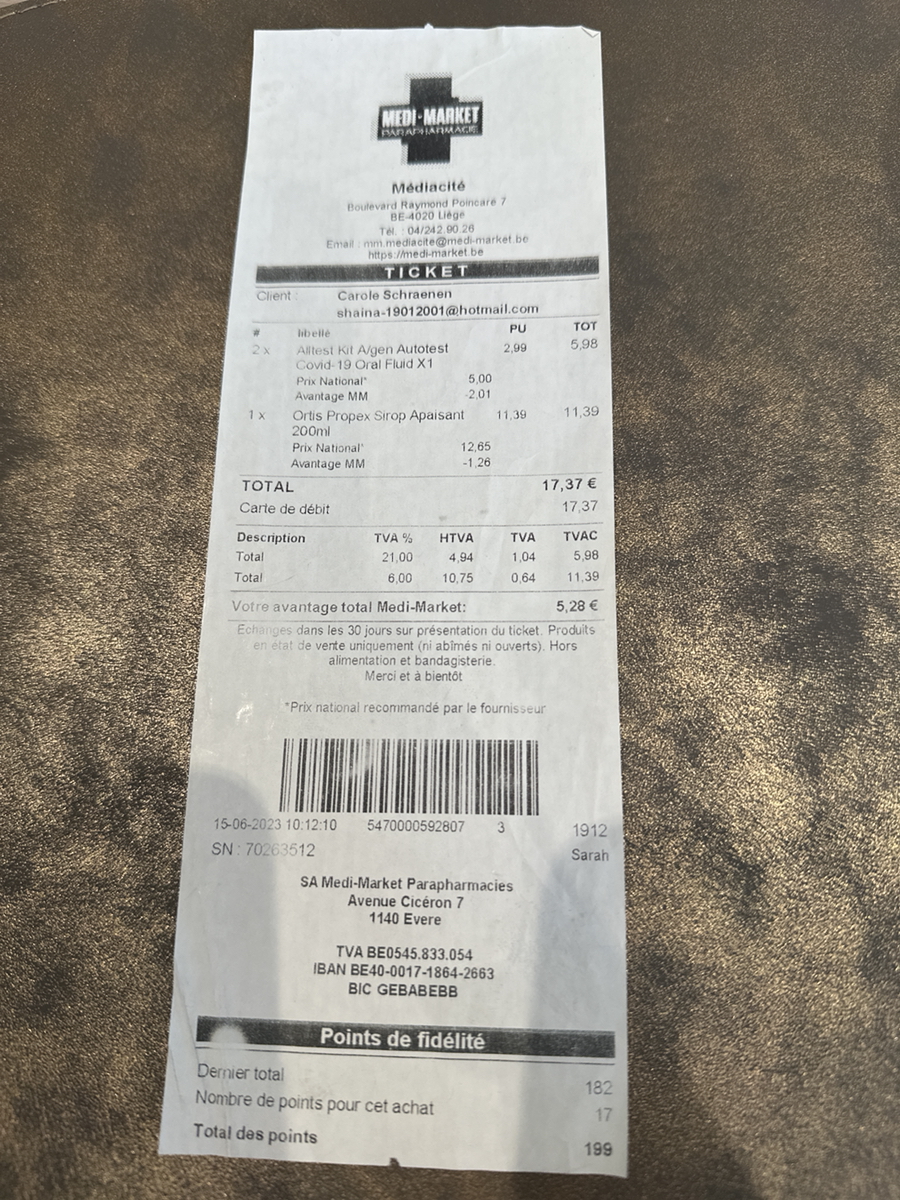 MEDI-MARKET
PARAPHARMACIE
Médiacité
Boulevard Raymond Poincaré 7
BE-4020 Liège
Tél. : 04/242.90.26
Email : mm.mediacite@medi-market.be
https://medi-market.be
TICKET
Client : Carole Schraenen
shaina-19012001@hotmail.com
# libellé PU TOT
2 x Alltest Kit A/gen Autotest 2,99 5,98
Covid-19 Oral Fluid X1
Prix National* 5,00
Avantage MM -2,01
1 x Ortis Propex Sirop Apaisant 11,39 11,39
200ml
Prix National* 12,65
Avantage MM -1,26
TOTAL 17,37 €
Carte de débit 17,37
Description TVA % HTVA TVA TVAC
Total 21,00 4,94 1,04 5,98
Total 6,00 10,75 0,64 11,39
Votre avantage total Medi-Market: 5,28 €
Echanges dans les 30 jours sur présentation du ticket. Produits
en état de vente uniquement (ni abîmés ni ouverts). Hors
alimentation et bandagisterie.
Merci et à bientôt
*Prix national recommandé par le fournisseur
15-06-2023 10:12:10 5470000592807 3 1912
SN : 70263512 Sarah
SA Medi-Market Parapharmacies
Avenue Cicéron 7
1140 Evere
TVA BE0545.833.054
IBAN BE40-0017-1864-2663
BIC GEBABEBB
Points de fidélité
Dernier total 182
Nombre de points pour cet achat 17
Total des points 199